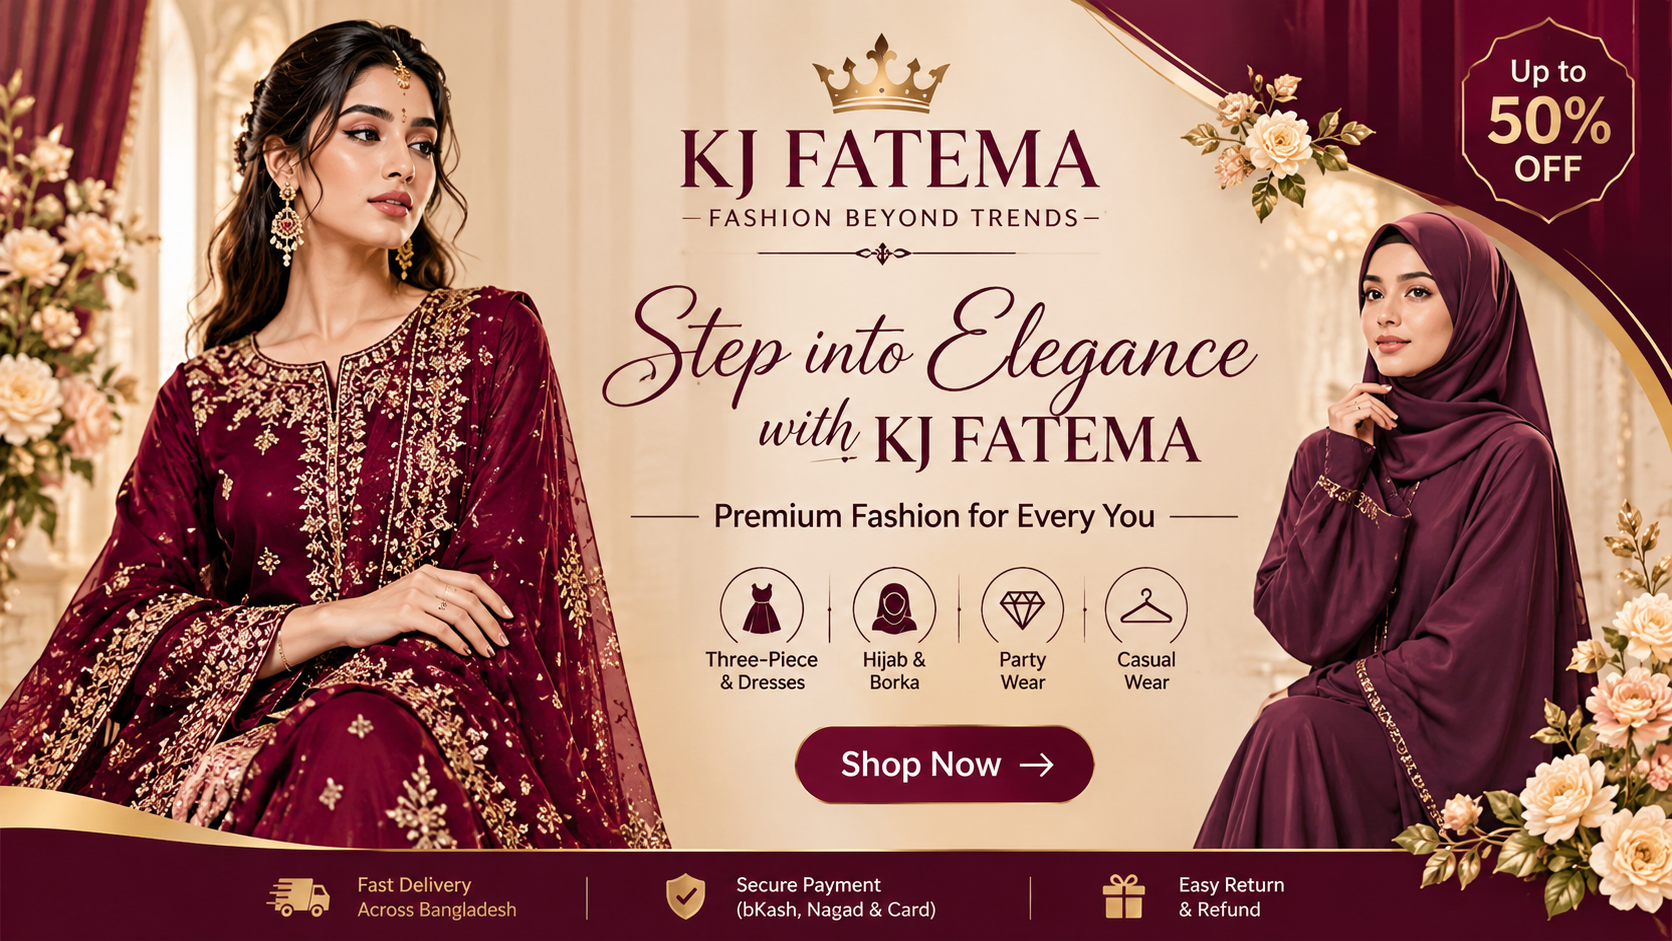 KJ FATEMA
FASHION BEYOND TRENDS
Up to
50%
OFF
Step into Elegance
with KJ FATEMA
Premium Fashion for Every You
Three-Piece
& Dresses
Hijab &
Borka
Party
Wear
Casual
Wear
Shop Now →
Fast Delivery
Across Bangladesh
Secure Payment
(bKash, Nagad & Card)
Easy Return
& Refund